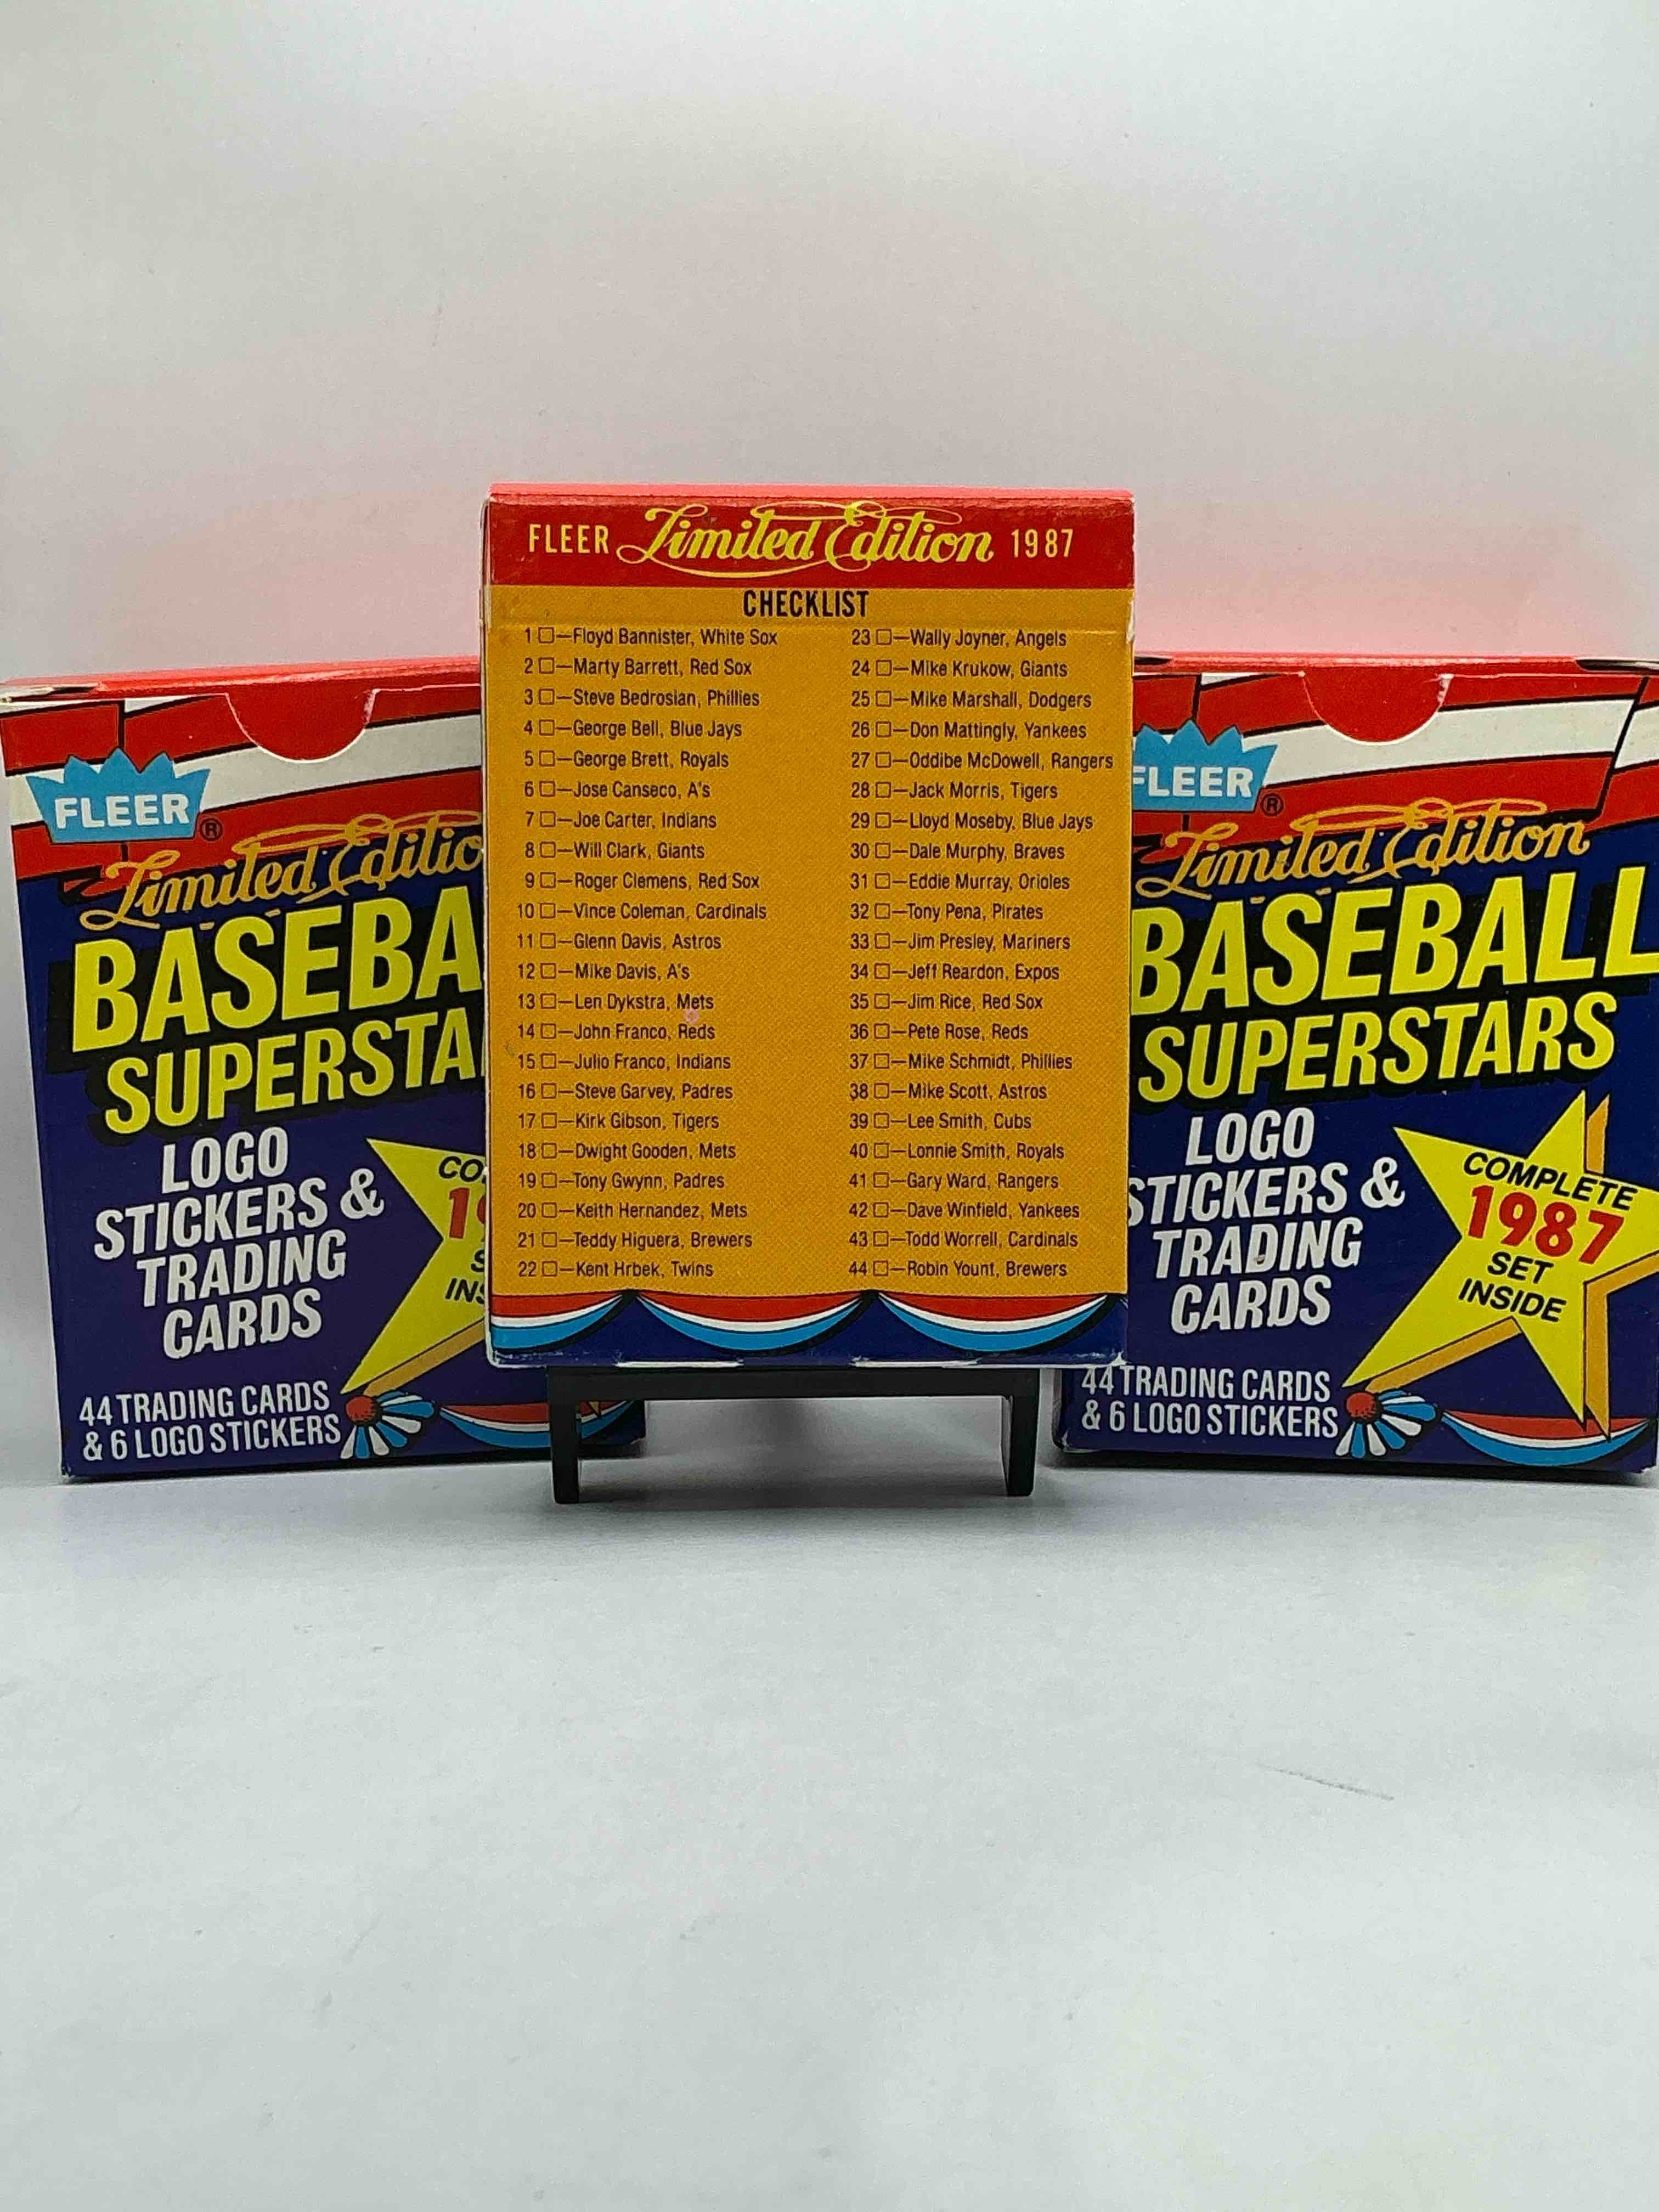 FLEER Limited Edition 1987
CHECKLIST
1 ☐—Floyd Bannister, White Sox
2 ☐—Marty Barrett, Red Sox
3 ☐—Steve Bedrosian, Phillies
4 ☐—George Bell, Blue Jays
5 ☐—George Brett, Royals
6 ☐—Jose Canseco, A's
7 ☐—Joe Carter, Indians
8 ☐—Will Clark, Giants
9 ☐—Roger Clemens, Red Sox
10 ☐—Vince Coleman, Cardinals
11 ☐—Glenn Davis, Astros
12 ☐—Mike Davis, A's
13 ☐—Len Dykstra, Mets
14 ☐—John Franco, Reds
15 ☐—Julio Franco, Indians
16 ☐—Steve Garvey, Padres
17 ☐—Kirk Gibson, Tigers
18 ☐—Dwight Gooden, Mets
19 ☐—Tony Gwynn, Padres
20 ☐—Keith Hernandez, Mets
21 ☐—Teddy Higuera, Brewers
22 ☐—Kent Hrbek, Twins
23 ☐—Wally Joyner, Angels
24 ☐—Mike Krukow, Giants
25 ☐—Mike Marshall, Dodgers
26 ☐—Don Mattingly, Yankees
27 ☐—Oddibe McDowell, Rangers
28 ☐—Jack Morris, Tigers
29 ☐—Lloyd Moseby, Blue Jays
30 ☐—Dale Murphy, Braves
31 ☐—Eddie Murray, Orioles
32 ☐—Tony Pena, Pirates
33 ☐—Jim Presley, Mariners
34 ☐—Jeff Reardon, Expos
35 ☐—Jim Rice, Red Sox
36 ☐—Pete Rose, Reds
37 ☐—Mike Schmidt, Phillies
38 ☐—Mike Scott, Astros
39 ☐—Lee Smith, Cubs
40 ☐—Lonnie Smith, Royals
41 ☐—Gary Ward, Rangers
42 ☐—Dave Winfield, Yankees
43 ☐—Todd Worrell, Cardinals
44 ☐—Robin Yount, Brewers
FLEER ®
Limited Editio
BASEBA
SUPERSTA
LOGO
STICKERS &
TRADING
CARDS
CO
19
S
INS
44 TRADING CARDS
& 6 LOGO STICKERS
FLEER ®
Limited Edition
BASEBALL
SUPERSTARS
LOGO
STICKERS &
TRADING
CARDS
COMPLETE
1987
SET
INSIDE
44 TRADING CARDS
& 6 LOGO STICKERS